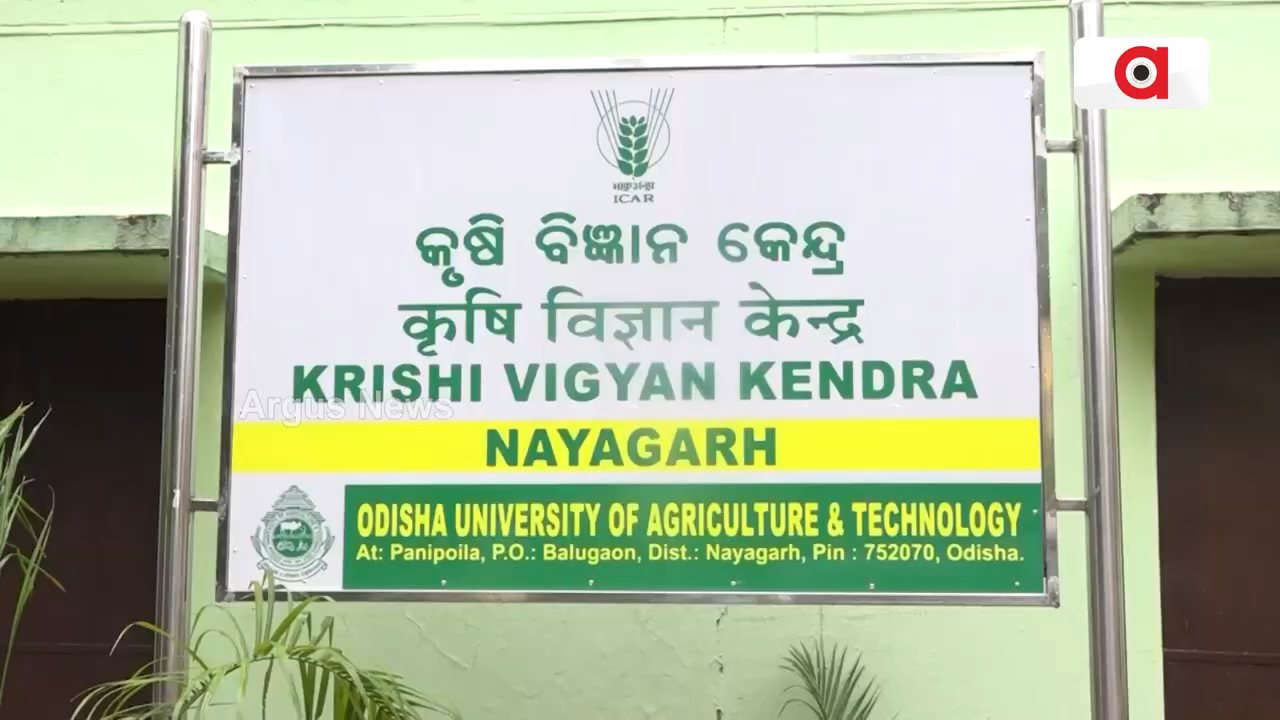 भाकृअनुप
ICAR
କୃଷି ବିଜ୍ଞାନ କେନ୍ଦ୍ର
कृषि विज्ञान केन्द्र
KRISHI VIGYAN KENDRA
Argus News
NAYAGARH
ODISHA UNIVERSITY OF AGRICULTURE & TECHNOLOGY
At: Panipoila, P.O.: Balugaon, Dist.: Nayagarh, Pin : 752070, Odisha.